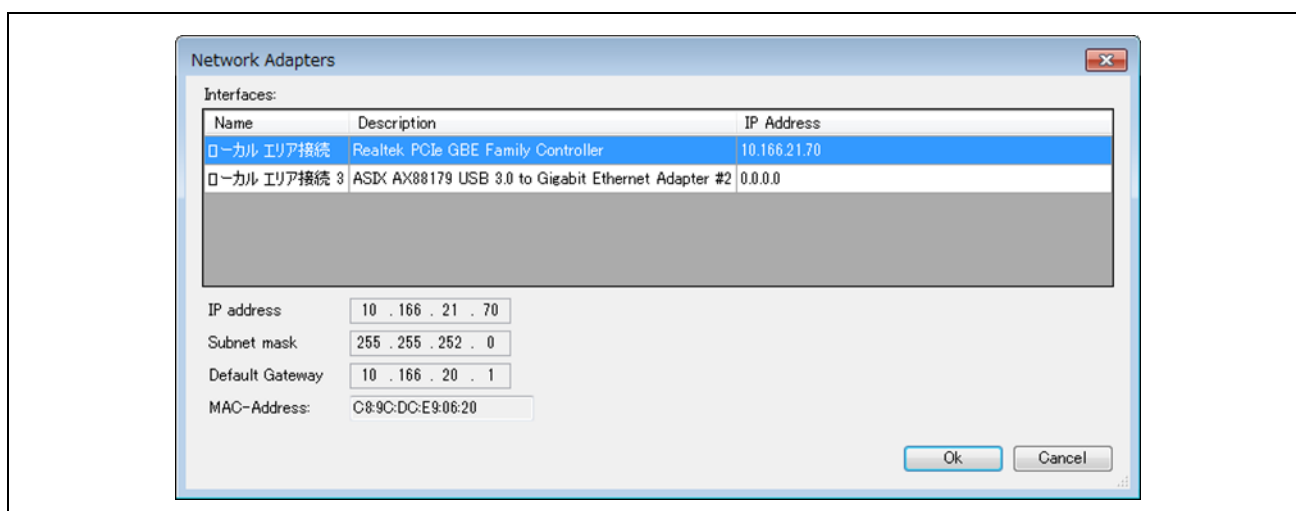 Network Adapters
Interfaces:
Name Description IP Address
ローカル エリア接続 Realtek PCIe GBE Family Controller 10.166.21.70
ローカル エリア接続 3 ASIX AX88179 USB 3.0 to Gigabit Ethernet Adapter #2 0.0.0.0
IP address 10 . 166 . 21 . 70
Subnet mask 255 . 255 . 252 . 0
Default Gateway 10 . 166 . 20 . 1
MAC-Address: C8:9C:DC:E9:06:20
Ok Cancel